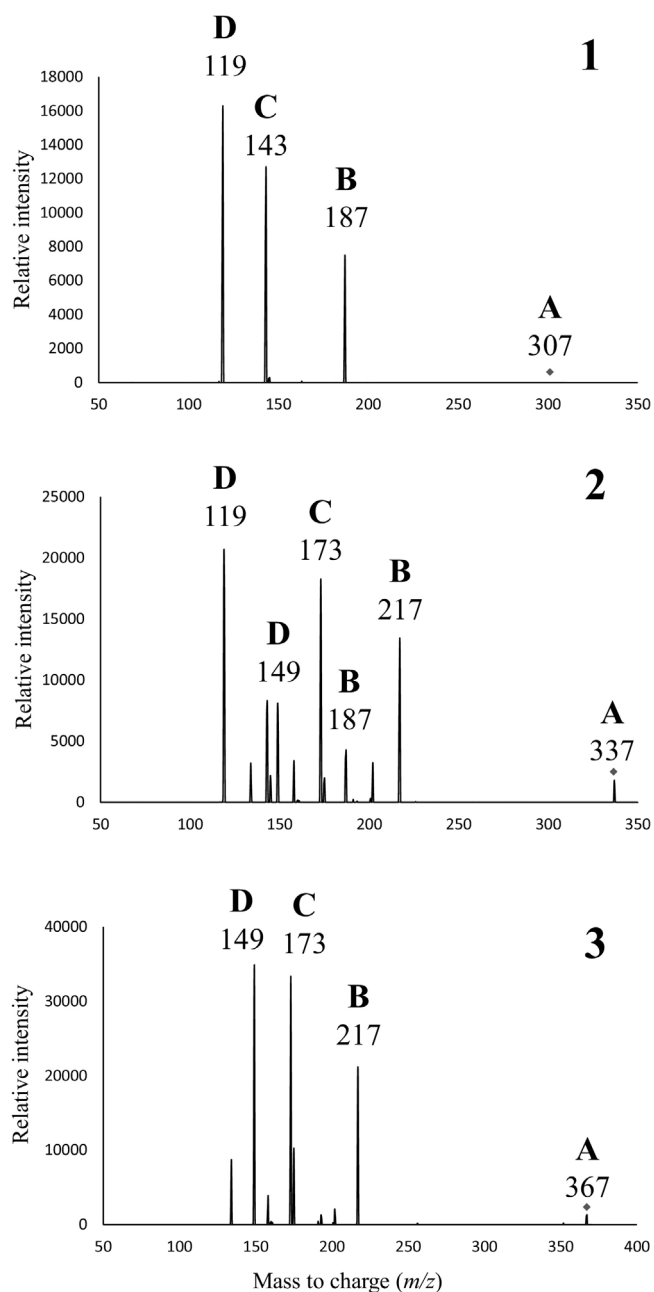 D
119
1
C
143
B
187
A
307
Relative intensity
18000
16000
14000
12000
10000
8000
6000
4000
2000
0
50 100 150 200 250 300 350
D
119
2
C
173
B
217
D
149
B
187
A
337
Relative intensity
25000
20000
15000
10000
5000
0
50 100 150 200 250 300 350
D
149
C
173
3
B
217
A
367
Relative intensity
40000
30000
20000
10000
0
50 100 150 200 250 300 350 400
Mass to charge (m/z)